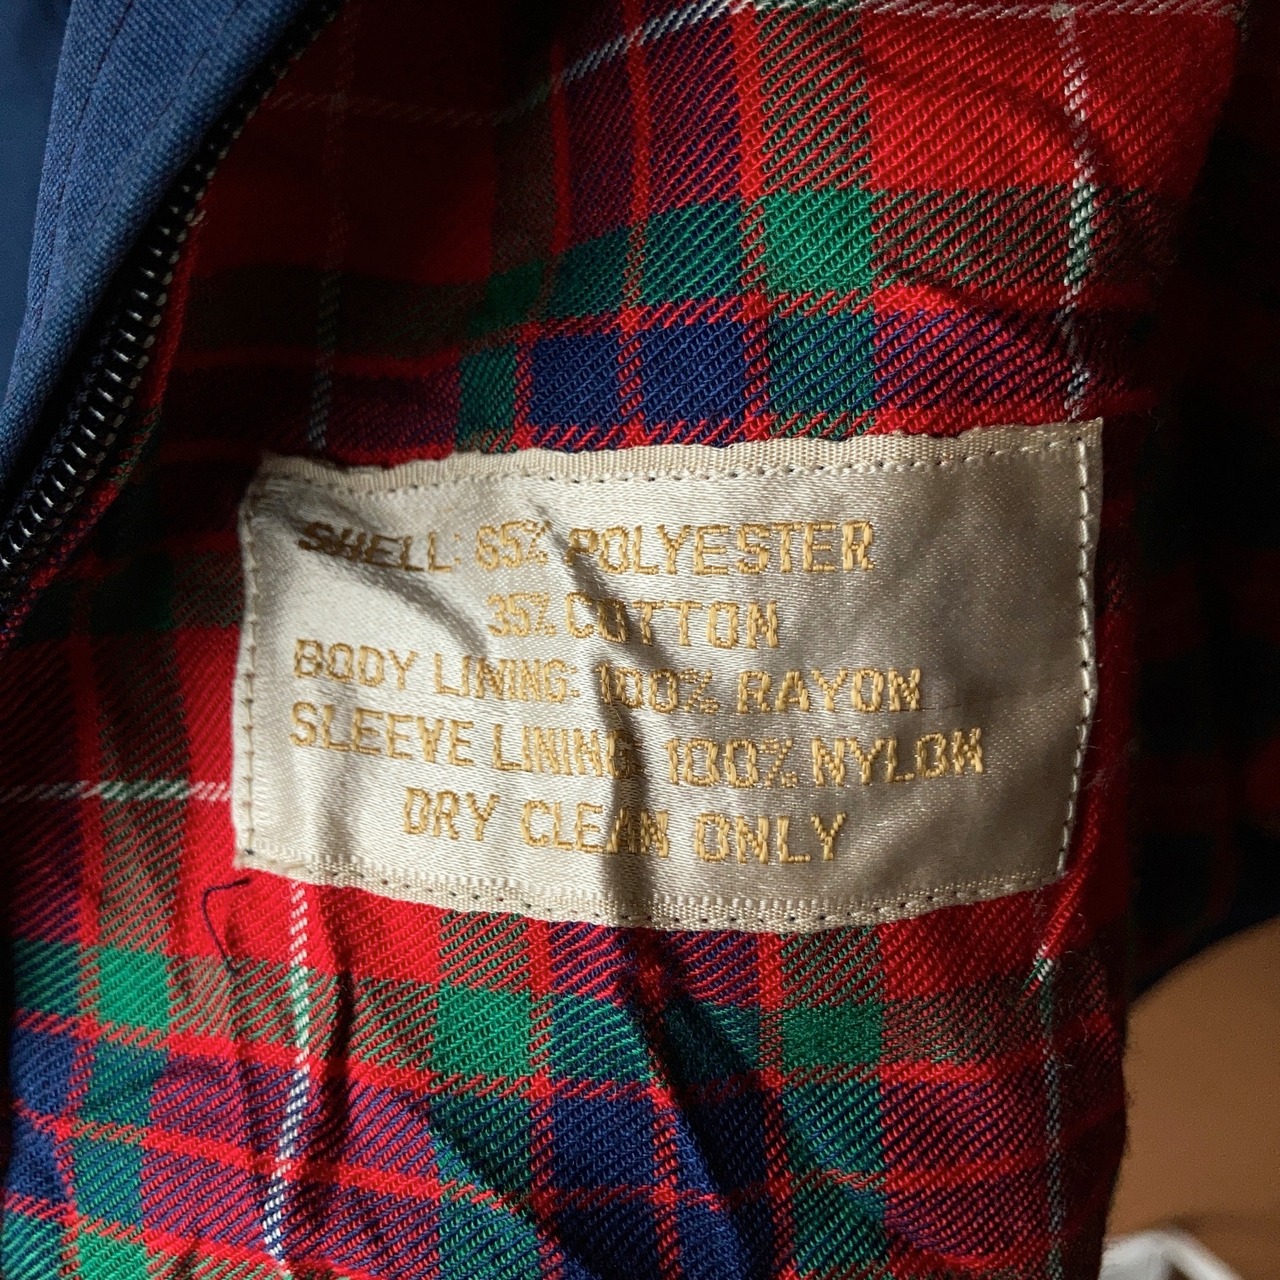 SHELL: 65% POLYESTER
35% COTTON
BODY LINING: 100% RAYON
SLEEVE LINING: 100% NYLON
DRY CLEAN ONLY